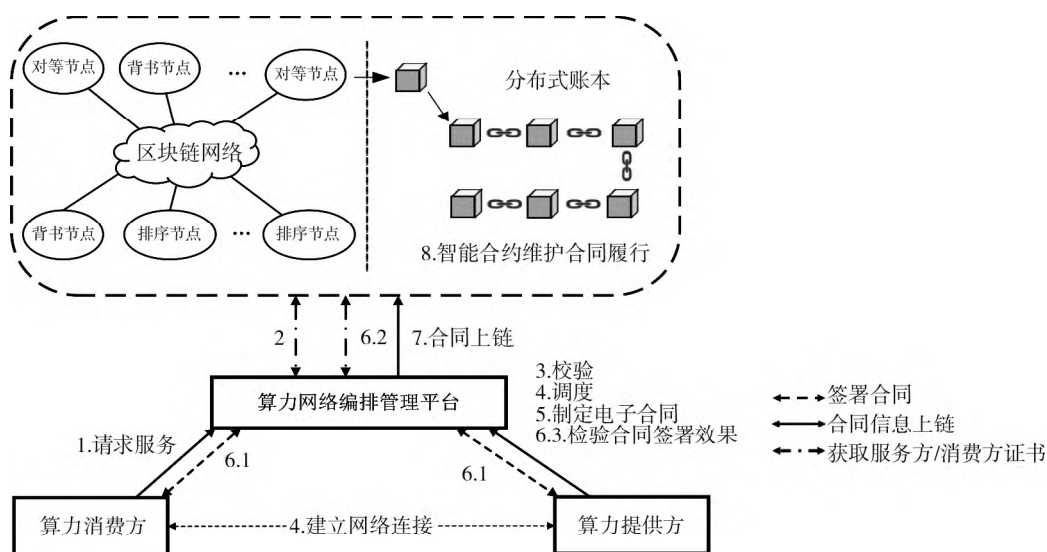 对等节点
背书节点
...
对等节点
分布式账本
区块链网络
背书节点
排序节点
...
排序节点
8.智能合约维护合同履行
2
6.2
7.合同上链
算力网络编排管理平台
3.校验
4.调度
5.制定电子合同
6.3.检验合同签署效果
签署合同
合同信息上链
获取服务方/消费方证书
1.请求服务
6.1
6.1
算力消费方
4.建立网络连接
算力提供方